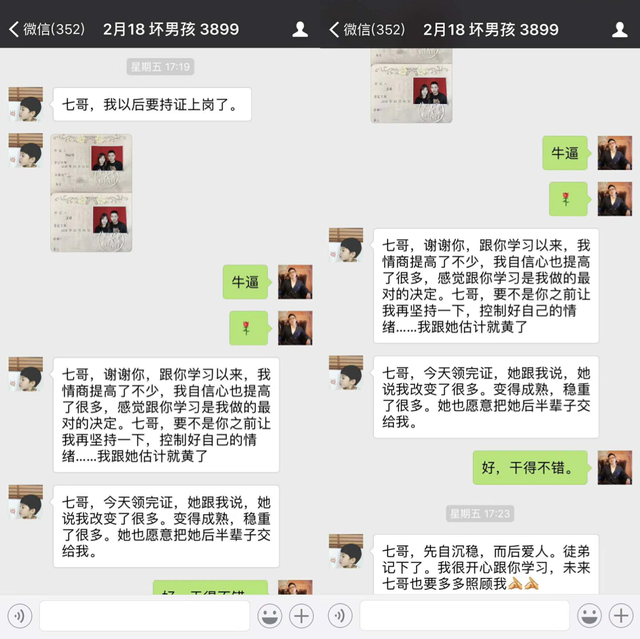 微信(352)
2月18 坏男孩 3899
星期五 17:19
七哥，我以后要持证上岗了。
牛逼
七哥，谢谢你，跟你学习以来，我
情商提高了不少，我自信心也提高
了很多，感觉跟你学习是我做的最
对的决定。七哥，要不是你之前让
我再坚持一下，控制好自己的情
绪……我跟她估计就黄了
七哥，今天领完证，她跟我说，她
说我改变了很多。变得成熟，稳重
了很多。她也愿意把她后半辈子交
给我。
微信(352)
2月18 坏男孩 3899
牛逼
七哥，谢谢你，跟你学习以来，我
情商提高了不少，我自信心也提高
了很多，感觉跟你学习是我做的最
对的决定。七哥，要不是你之前让
我再坚持一下，控制好自己的情
绪……我跟她估计就黄了
七哥，今天领完证，她跟我说，她
说我改变了很多。变得成熟，稳重
了很多。她也愿意把她后半辈子交
给我。
好，干得不错。
星期五 17:23
七哥，先自沉稳，而后爱人。徒弟
记下了。我很开心跟你学习，未来
七哥也要多多照顾我